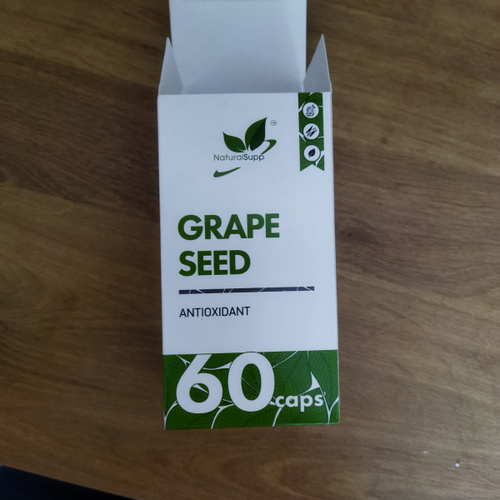 NaturalSupp
GRAPE
SEED
ANTIOXIDANT
60 caps